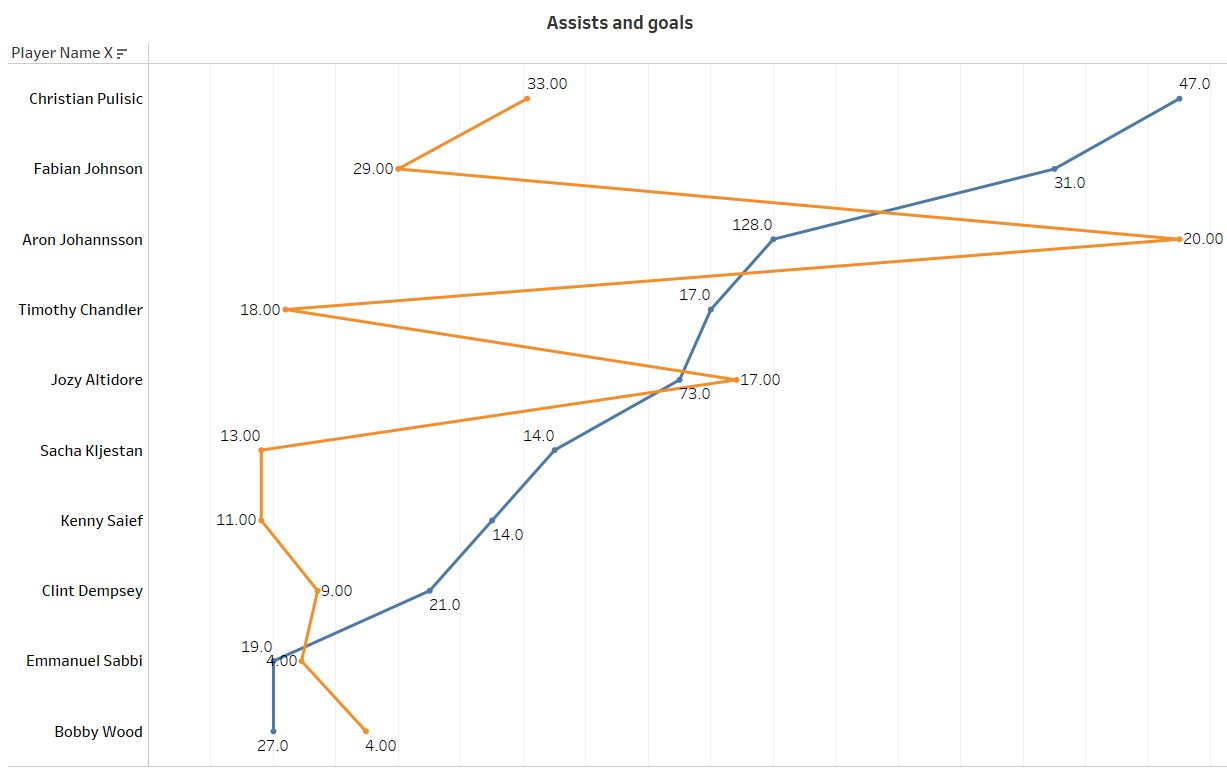 Assists and goals
Player Name X
Christian Pulisic 33.00 47.0
Fabian Johnson 29.00 31.0
Aron Johannsson 128.0 20.00
Timothy Chandler 18.00 17.0
Jozy Altidore 73.0 17.00
Sacha KIjestan 13.00 14.0
Kenny Saief 11.00 14.0
Clint Dempsey 9.00 21.0
Emmanuel Sabbi 19.0 4.00
Bobby Wood 27.0 4.00